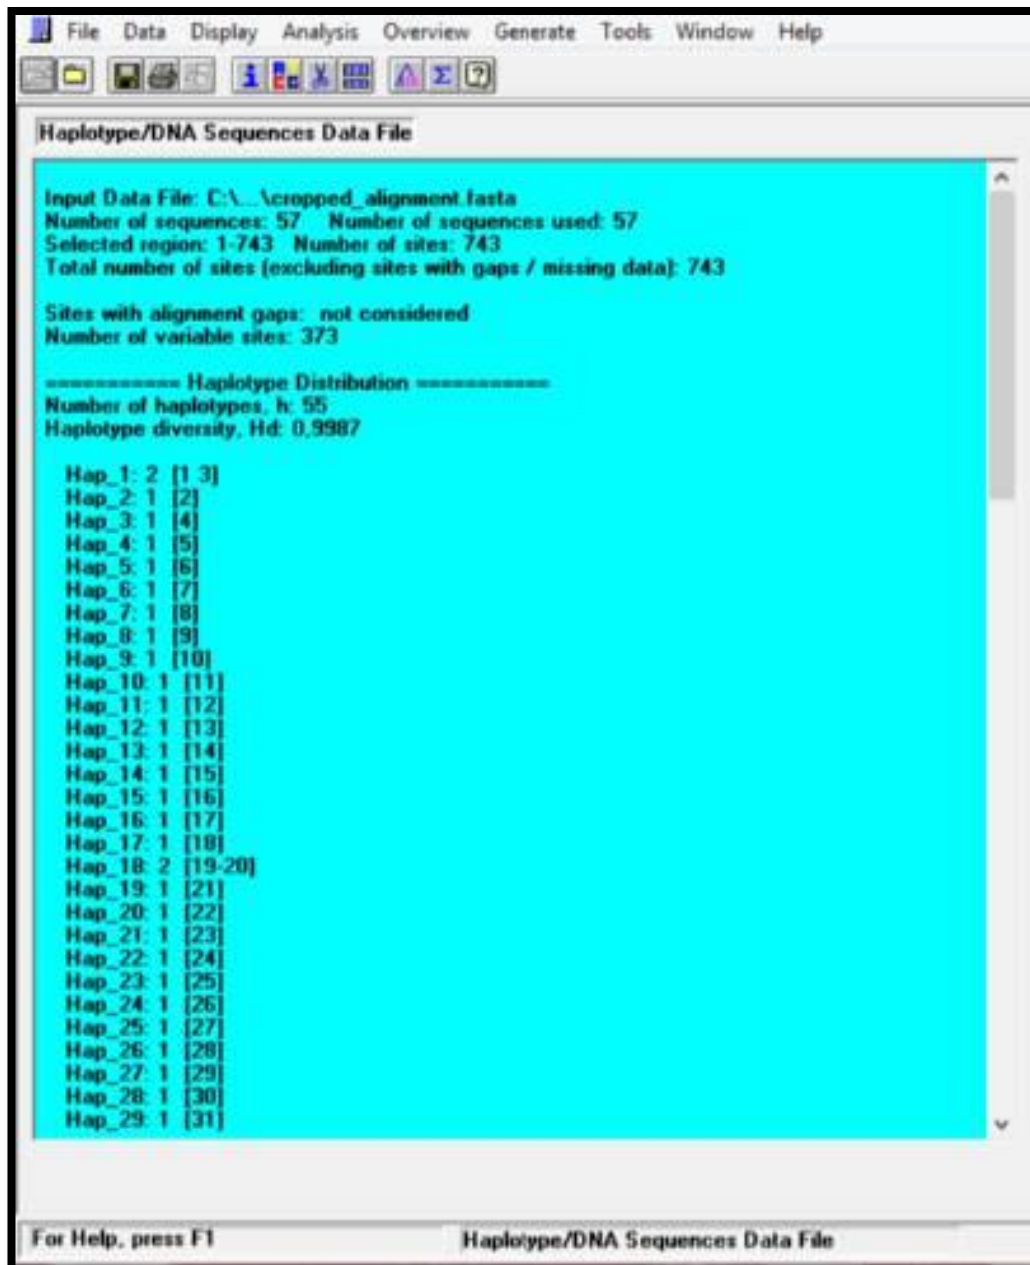 File Data Display Analysis Overview Generate Tools Window Help
Haplotype/DNA Sequences Data File
Input Data File: C:\...\cropped_alignment.fasta
Number of sequences: 57 Number of sequences used: 57
Selected region: 1-743 Number of sites: 743
Total number of sites (excluding sites with gaps / missing data): 743
Sites with alignment gaps: not considered
Number of variable sites: 373
=========== Haplotype Distribution ===========
Number of haplotypes, h: 55
Haplotype diversity, Hd: 0,9987
Hap_1: 2 [1 3]
Hap_2: 1 [2]
Hap_3: 1 [4]
Hap_4: 1 [5]
Hap_5: 1 [6]
Hap_6: 1 [7]
Hap_7: 1 [8]
Hap_8: 1 [9]
Hap_9: 1 [10]
Hap_10: 1 [11]
Hap_11: 1 [12]
Hap_12: 1 [13]
Hap_13: 1 [14]
Hap_14: 1 [15]
Hap_15: 1 [16]
Hap_16: 1 [17]
Hap_17: 1 [18]
Hap_18: 2 [19-20]
Hap_19: 1 [21]
Hap_20: 1 [22]
Hap_21: 1 [23]
Hap_22: 1 [24]
Hap_23: 1 [25]
Hap_24: 1 [26]
Hap_25: 1 [27]
Hap_26: 1 [28]
Hap_27: 1 [29]
Hap_28: 1 [30]
Hap_29: 1 [31]
For Help, press F1 Haplotype/DNA Sequences Data File